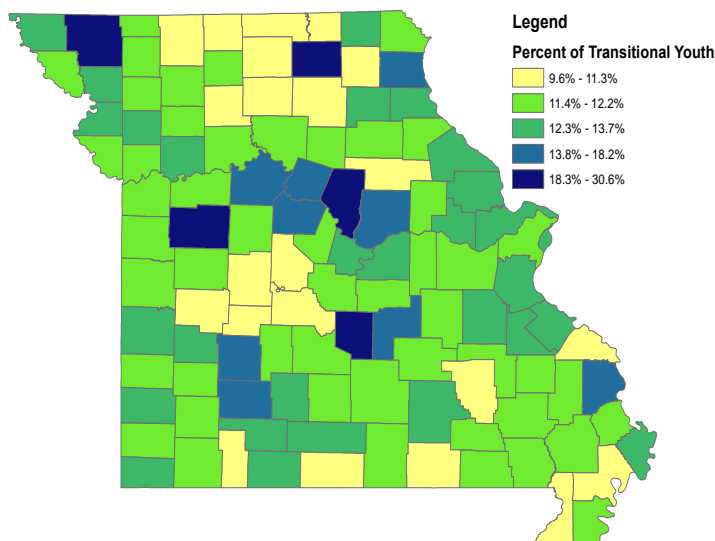 Legend
Percent of Transitional Youth
9.6% - 11.3%
11.4% - 12.2%
12.3% - 13.7%
13.8% - 18.2%
18.3% - 30.6%